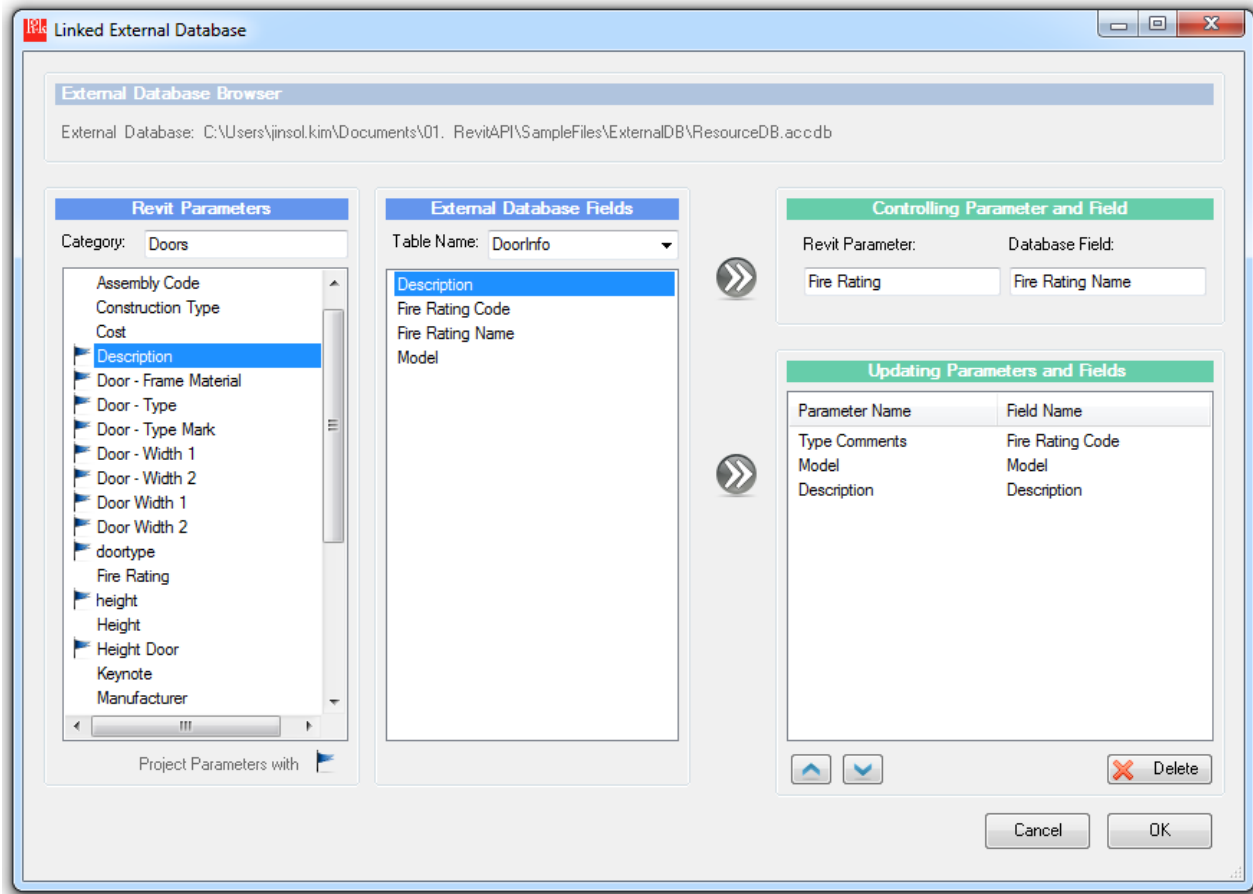 Linked External Database
External Database Browser
External Database: C:\Users\jinsol.kim\Documents\01. RevitAPI\SampleFiles\ExternalDB\ResourceDB.accdb
Revit Parameters
Category: Doors
Assembly Code
Construction Type
Cost
Description
Door - Frame Material
Door - Type
Door - Type Mark
Door - Width 1
Door - Width 2
Door Width 1
Door Width 2
doortype
Fire Rating
height
Height
Height Door
Keynote
Manufacturer
Project Parameters with
External Database Fields
Table Name: DoorInfo
Description
Fire Rating Code
Fire Rating Name
Model
Controlling Parameter and Field
Revit Parameter: Database Field:
Fire Rating Fire Rating Name
Updating Parameters and Fields
Parameter Name Field Name
Type Comments Fire Rating Code
Model Model
Description Description
Delete
Cancel OK